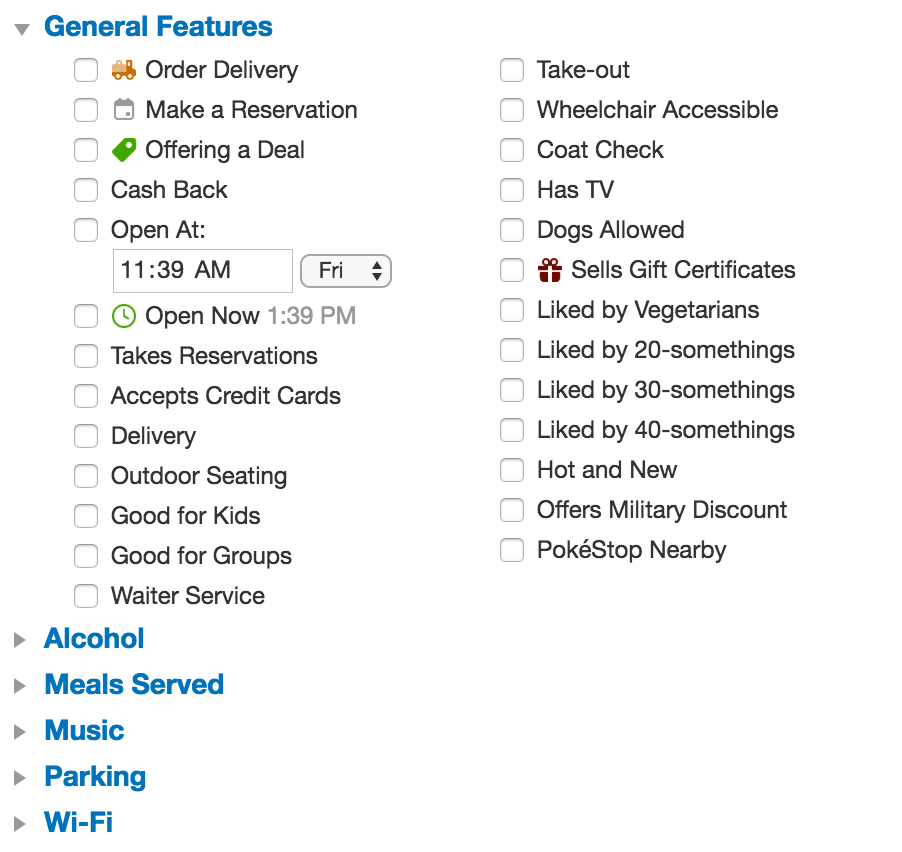 General Features
Order Delivery
Make a Reservation
Offering a Deal
Cash Back
Open At:
11:39 AM
Fri
Open Now 1:39 PM
Takes Reservations
Accepts Credit Cards
Delivery
Outdoor Seating
Good for Kids
Good for Groups
Waiter Service
Take-out
Wheelchair Accessible
Coat Check
Has TV
Dogs Allowed
Sells Gift Certificates
Liked by Vegetarians
Liked by 20-somethings
Liked by 30-somethings
Liked by 40-somethings
Hot and New
Offers Military Discount
PokéStop Nearby
Alcohol
Meals Served
Music
Parking
Wi-Fi